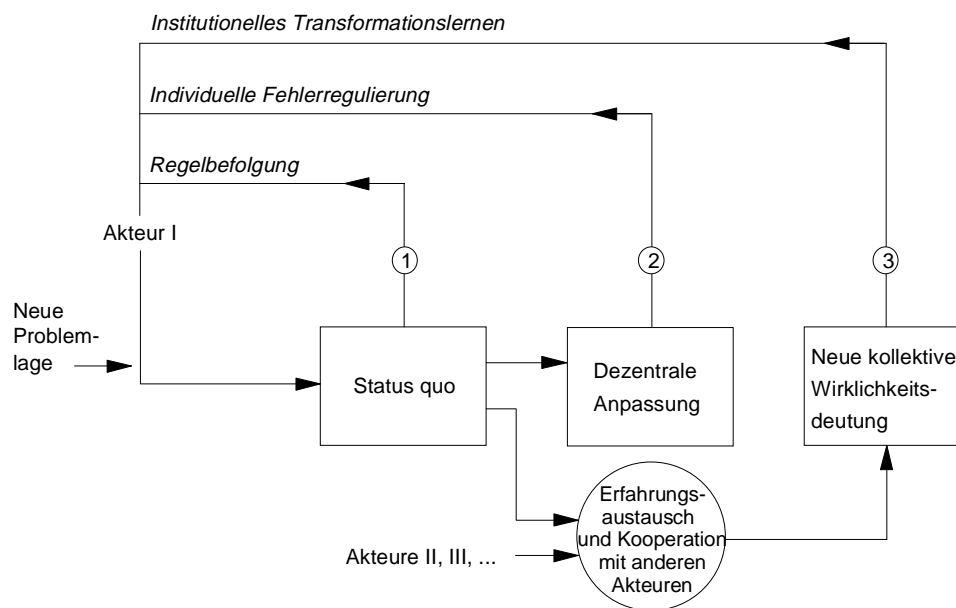 Institutionelles Transformationslernen
Individuelle Fehlerregulierung
Regelbefolgung
Akteur I
1
2
3
Neue
Problem-
lage
Status quo
Dezentrale
Anpassung
Neue kollektive
Wirklichkeits-
deutung
Erfahrungs-
austausch
und Kooperation
mit anderen
Akteuren
Akteure II, III, ...